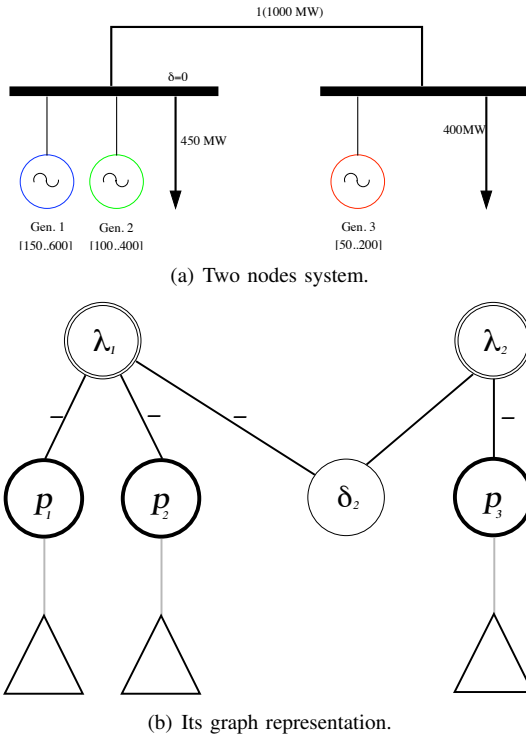 1(1000 MW)
δ=0
450 MW
400MW
Gen. 1
[150..600]
Gen. 2
[100..400]
Gen. 3
[50..200]
(a) Two nodes system.
λ1
λ2
–
–
–
–
p1
p2
δ2
p3
(b) Its graph representation.